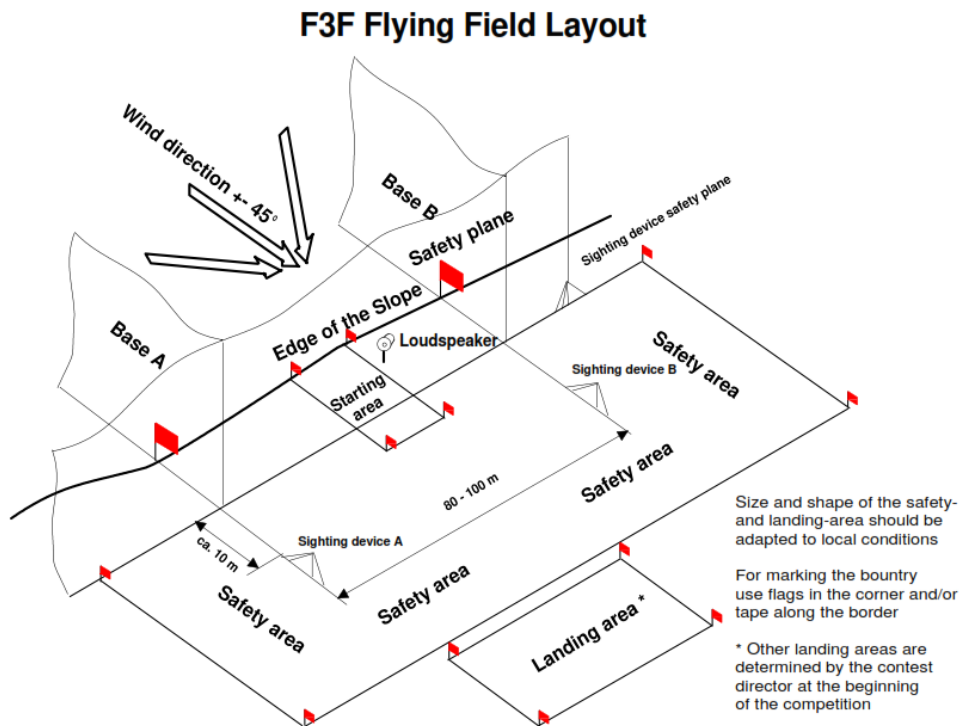 F3F Flying Field Layout
Wind direction +- 45°
Base B
Safety plane
Sighting device safety plane
Base A
Edge of the Slope
Loudspeaker
Starting
area
Sighting device B
Safety area
80 - 100 m
Safety area
Sighting device A
ca. 10 m
Safety area
Safety area
Landing area *
Size and shape of the safety-
and landing-area should be
adapted to local conditions
For marking the bountry
use flags in the corner and/or
tape along the border
* Other landing areas are
determined by the contest
director at the beginning
of the competition